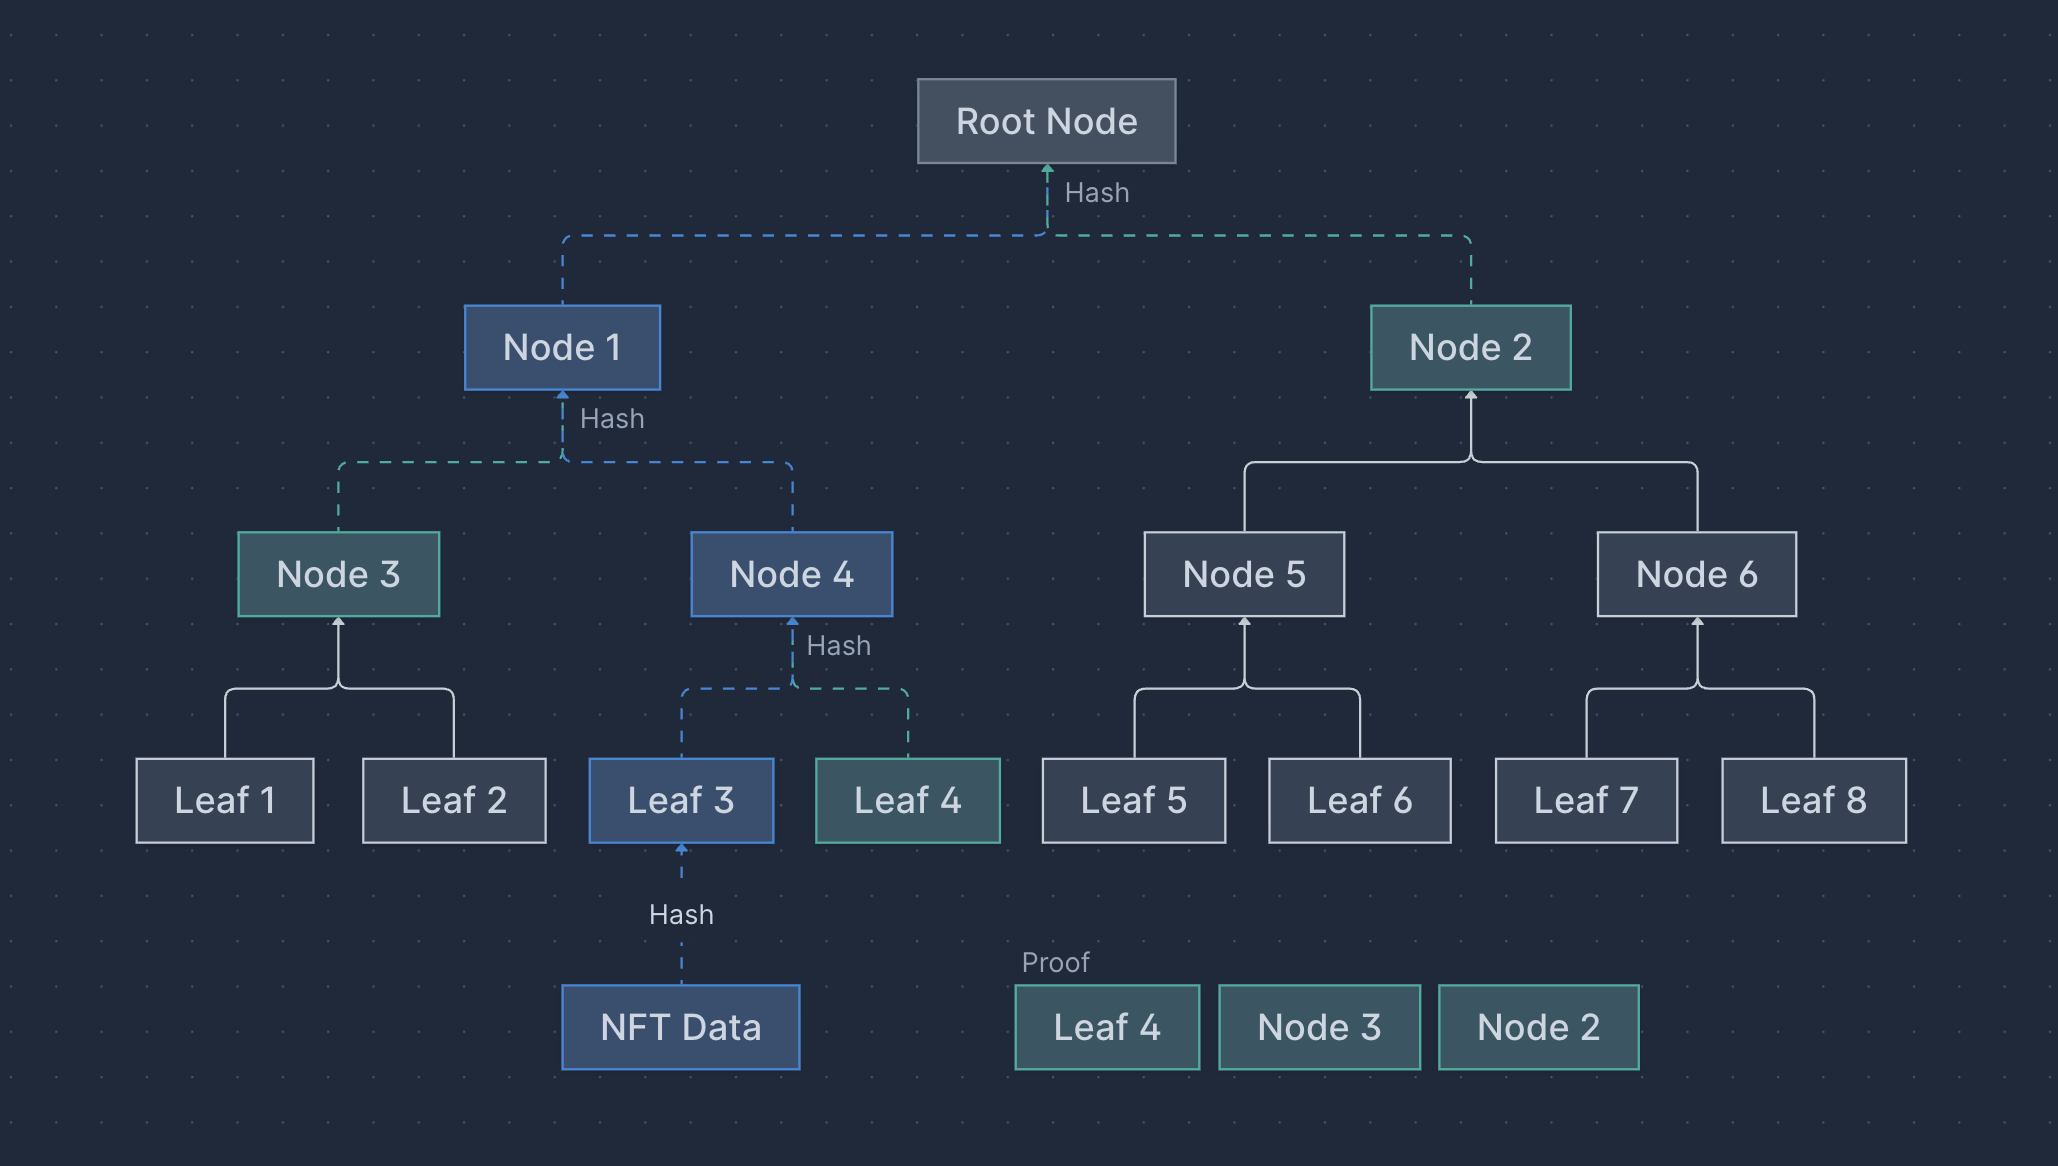 Root Node
Hash
Node 1
Node 2
Hash
Node 3
Node 4
Node 5
Node 6
Hash
Leaf 1
Leaf 2
Leaf 3
Leaf 4
Leaf 5
Leaf 6
Leaf 7
Leaf 8
Hash
Proof
NFT Data
Leaf 4
Node 3
Node 2